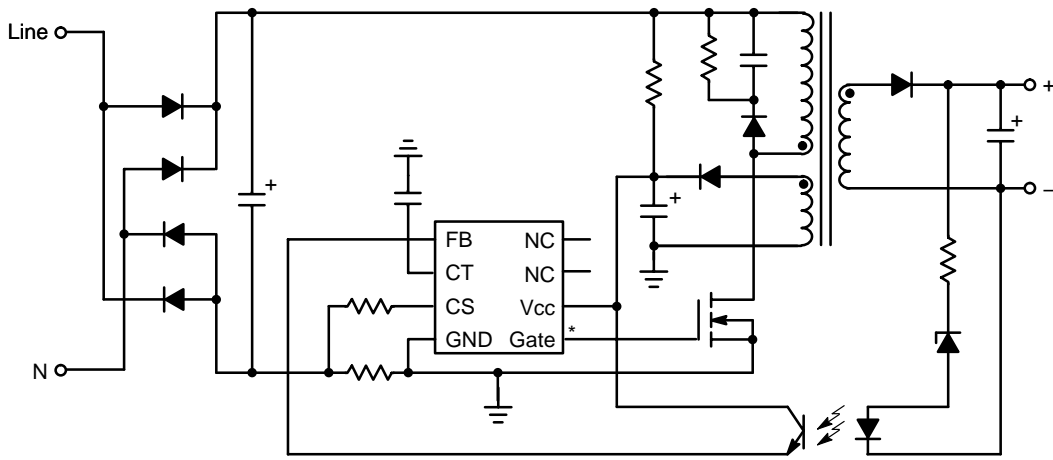 Line
N
+
+
+
+
+
–
FB
CT
CS
GND
NC
NC
Vcc
Gate
*